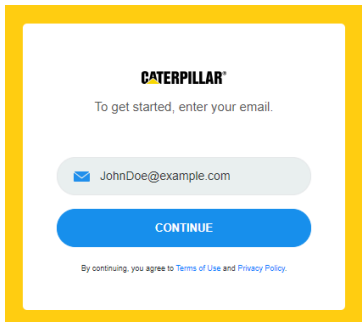 CATERPILLAR®
To get started, enter your email.
JohnDoe@example.com
CONTINUE
By continuing, you agree to Terms of Use and Privacy Policy.